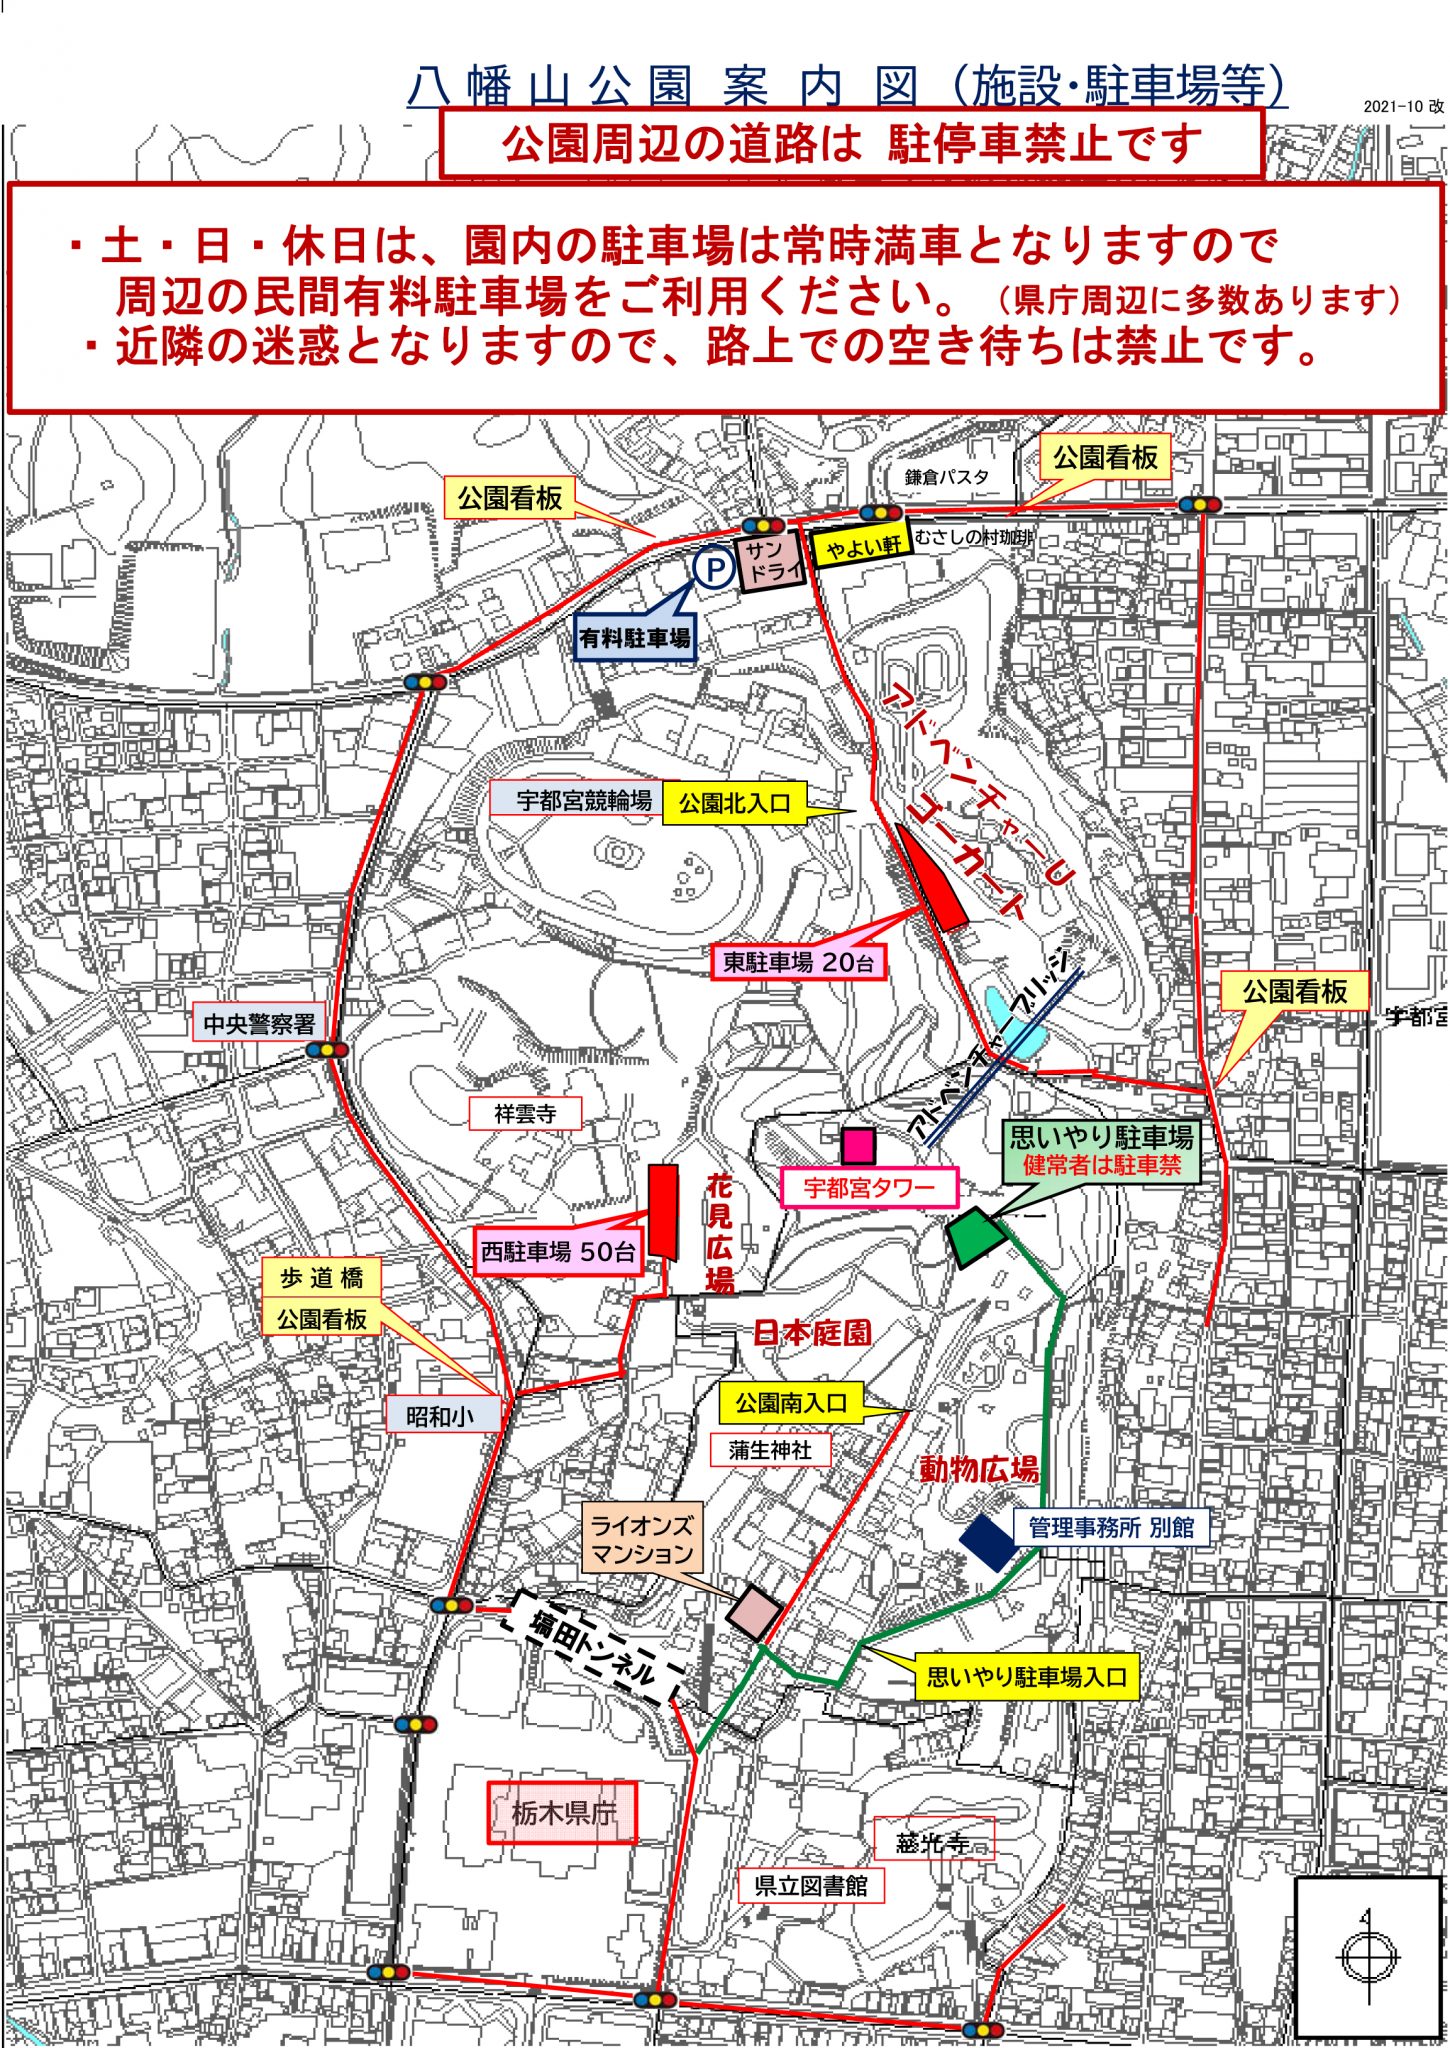 八幡山公園案内図（施設・駐車場等）
2021-10 改
公園周辺の道路は 駐停車禁止です
・土・日・休日は、園内の駐車場は常時満車となりますので
周辺の民間有料駐車場をご利用ください。（県庁周辺に多数あります）
・近隣の迷惑となりますので、路上での空き待ちは禁止です。
公園看板
鎌倉パスタ
公園看板
サン
ドライ
やよい軒
むさしの村珈琲
P
有料駐車場
アドベンチャーU
ゴーカート
宇都宮競輪場
公園北入口
東駐車場 20台
アドベンチャーブリッジ
公園看板
宇都宮
中央警察署
祥雲寺
思いやり駐車場
健常者は駐車禁
宇都宮タワー
花見広場
西駐車場 50台
歩道橋
公園看板
日本庭園
昭和小
公園南入口
蒲生神社
動物広場
ライオンズ
マンション
管理事務所 別館
塙田トンネル
思いやり駐車場入口
栃木県庁
慈光寺
県立図書館